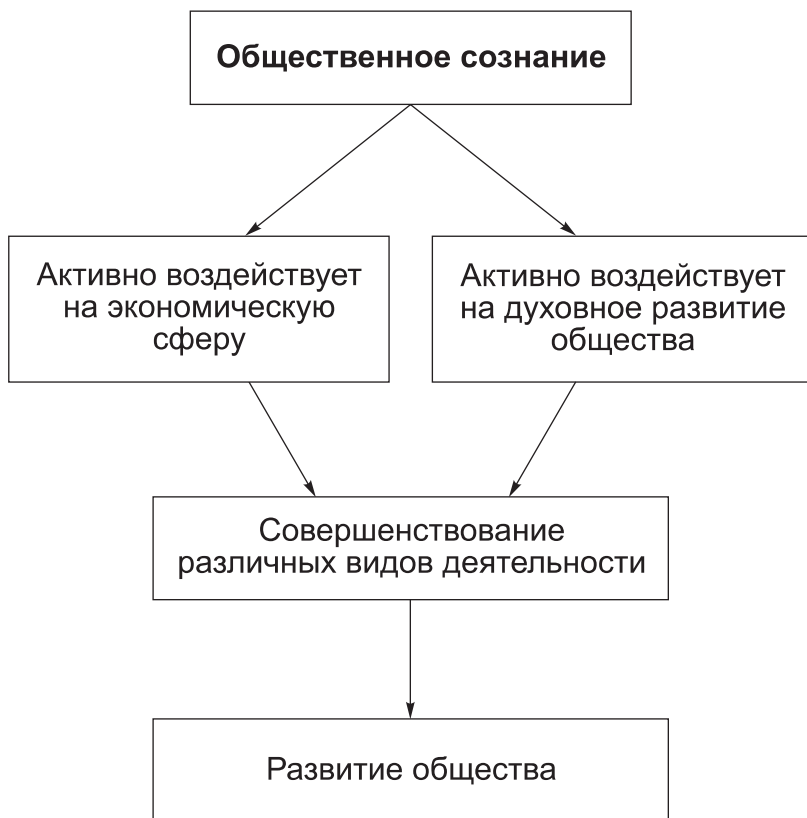 Общественное сознание
Активно воздействует
на экономическую
сферу
Активно воздействует
на духовное развитие
общества
Совершенствование
различных видов деятельности
Развитие общества